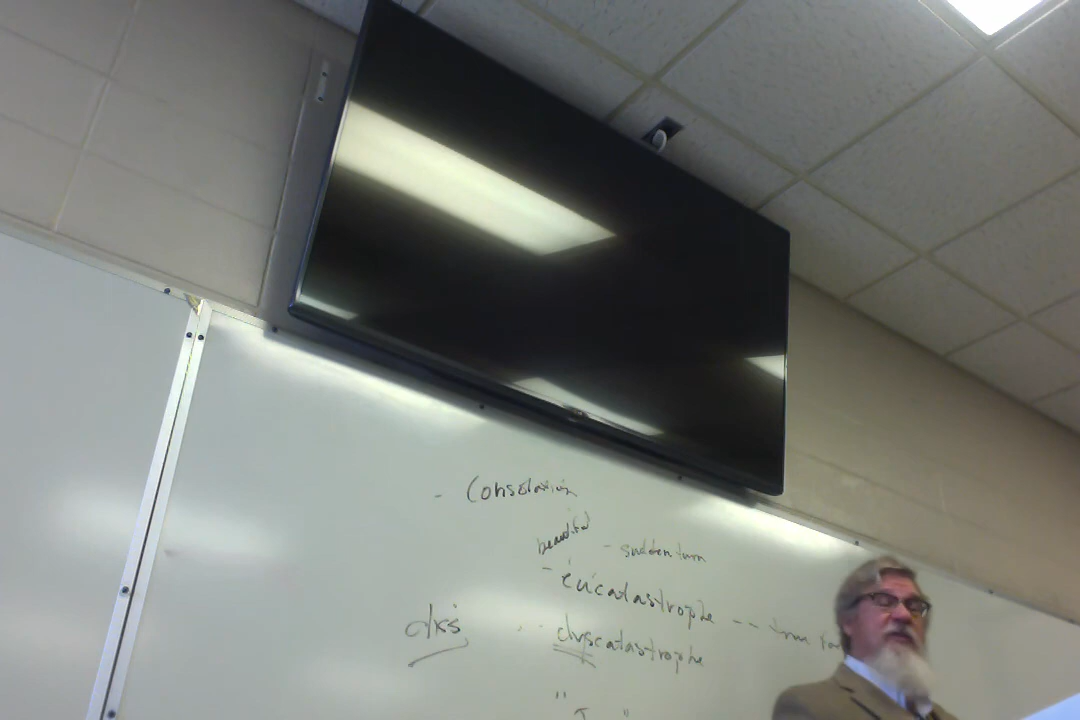 - Consolation
beautiful - sudden turn
- eucatastrophe --
dys dyscatastrophe
" "